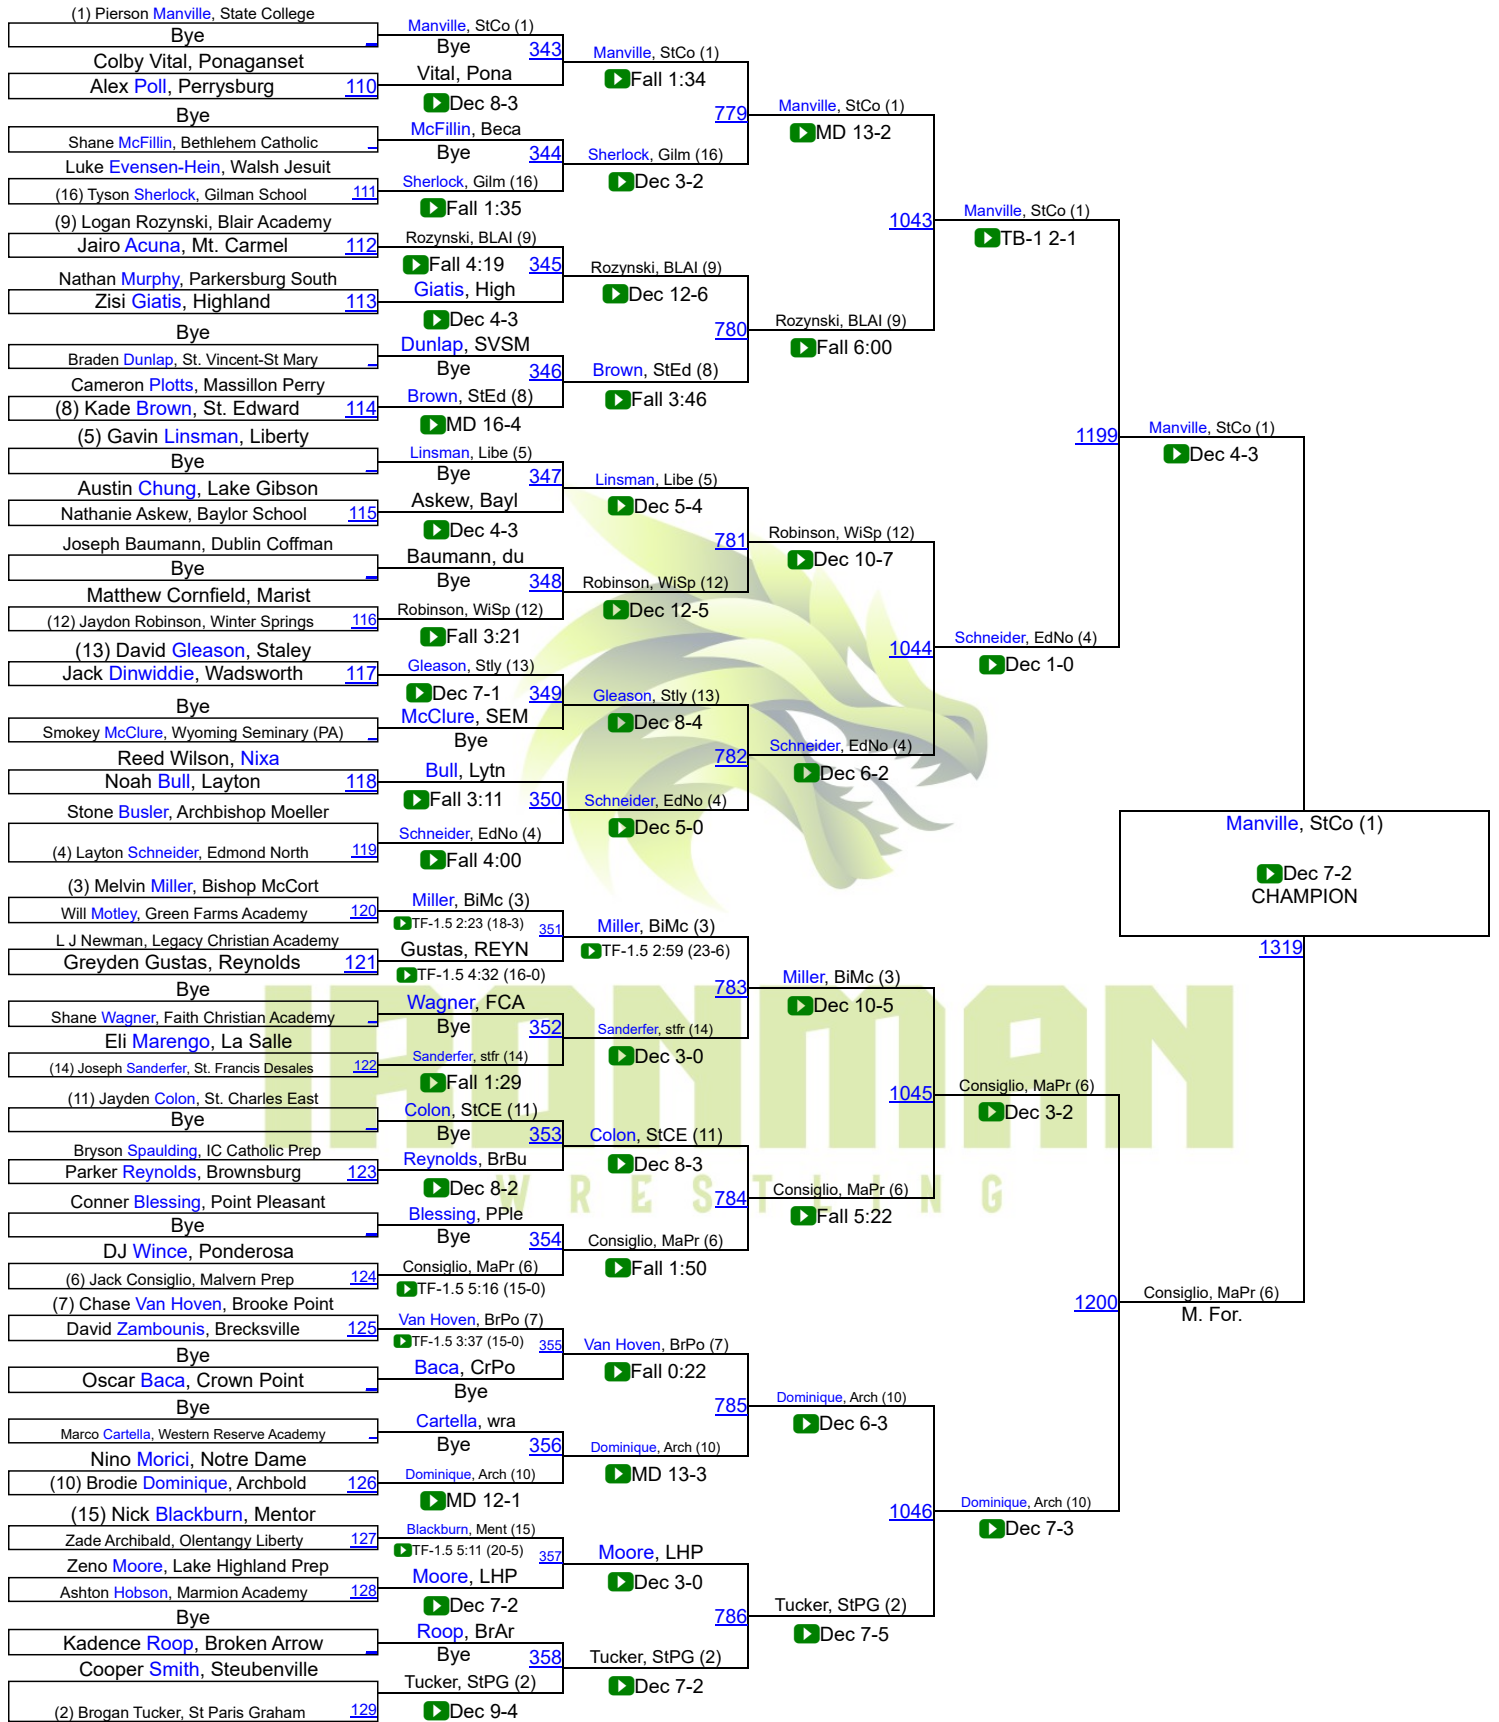 (1) Pierson Manville, State College
Bye
Colby Vital, Ponaganset
Alex Poll, Perrysburg 110
Bye
Shane McFillin, Bethlehem Catholic
Luke Evensen-Hein, Walsh Jesuit
(16) Tyson Sherlock, Gilman School 111
(9) Logan Rozynski, Blair Academy
Jairo Acuna, Mt. Carmel 112
Nathan Murphy, Parkersburg South
Zisi Giatis, Highland 113
Bye
Braden Dunlap, St. Vincent-St Mary
Cameron Plotts, Massillon Perry
(8) Kade Brown, St. Edward 114
(5) Gavin Linsman, Liberty
Bye
Austin Chung, Lake Gibson
Nathanie Askew, Baylor School 115
Joseph Baumann, Dublin Coffman
Bye
Matthew Cornfield, Marist
(12) Jaydon Robinson, Winter Springs 116
(13) David Gleason, Staley
Jack Dinwiddie, Wadsworth 117
Bye
Smokey McClure, Wyoming Seminary (PA)
Reed Wilson, Nixa
Noah Bull, Layton 118
Stone Busler, Archbishop Moeller
(4) Layton Schneider, Edmond North 119
(3) Melvin Miller, Bishop McCort
Will Motley, Green Farms Academy 120
L J Newman, Legacy Christian Academy
Greyden Gustas, Reynolds 121
Bye
Shane Wagner, Faith Christian Academy
Eli Marengo, La Salle
(14) Joseph Sanderfer, St. Francis Desales 122
(11) Jayden Colon, St. Charles East
Bye
Bryson Spaulding, IC Catholic Prep
Parker Reynolds, Brownsburg 123
Conner Blessing, Point Pleasant
Bye
DJ Wince, Ponderosa
(6) Jack Consiglio, Malvern Prep 124
(7) Chase Van Hoven, Brooke Point
David Zambounis, Brecksville 125
Bye
Oscar Baca, Crown Point
Bye
Marco Cartella, Western Reserve Academy
Nino Morici, Notre Dame
(10) Brodie Dominique, Archbold 126
(15) Nick Blackburn, Mentor
Zade Archibald, Olentangy Liberty 127
Zeno Moore, Lake Highland Prep
Ashton Hobson, Marmion Academy 128
Bye
Kadence Roop, Broken Arrow
Cooper Smith, Steubenville
(2) Brogan Tucker, St Paris Graham 129
Manville, StCo (1)
Bye 343
Vital, Pona
Dec 8-3
McFillin, Beca
Bye 344
Sherlock, Gilm (16)
Fall 1:35
Rozynski, BLAI (9)
Fall 4:19 345
Giatis, High
Dec 4-3
Dunlap, SVSM
Bye 346
Brown, StEd (8)
MD 16-4
Linsman, Libe (5)
Bye 347
Askew, Bayl
Dec 4-3
Baumann, du
Bye 348
Robinson, WiSp (12)
Fall 3:21
Gleason, Stly (13)
Dec 7-1 349
McClure, SEM
Bye
Bull, Lytn
Fall 3:11 350
Schneider, EdNo (4)
Fall 4:00
Miller, BiMc (3)
TF-1.5 2:23 (18-3) 351
Gustas, REYN
TF-1.5 4:32 (16-0)
Wagner, FCA
Bye 352
Sanderfer, stfr (14)
Fall 1:29
Colon, StCE (11)
Bye 353
Reynolds, BrBu
Dec 8-2
Blessing, PPle
Bye 354
Consiglio, MaPr (6)
TF-1.5 5:16 (15-0)
Van Hoven, BrPo (7)
TF-1.5 3:37 (15-0) 355
Baca, CrPo
Bye
Cartella, wra
Bye 356
Dominique, Arch (10)
MD 12-1
Blackburn, Ment (15)
TF-1.5 5:11 (20-5) 357
Moore, LHP
Dec 7-2
Roop, BrAr
Bye 358
Tucker, StPG (2)
Dec 9-4
Manville, StCo (1)
Fall 1:34
779
Sherlock, Gilm (16)
Dec 3-2
Rozynski, BLAI (9)
Dec 12-6
780
Brown, StEd (8)
Fall 3:46
Linsman, Libe (5)
Dec 5-4
781
Robinson, WiSp (12)
Dec 12-5
Gleason, Stly (13)
Dec 8-4
782
Schneider, EdNo (4)
Dec 5-0
Miller, BiMc (3)
TF-1.5 2:59 (23-6)
783
Sanderfer, stfr (14)
Dec 3-0
Colon, StCE (11)
Dec 8-3
784
Consiglio, MaPr (6)
Fall 1:50
Van Hoven, BrPo (7)
Fall 0:22
785
Dominique, Arch (10)
MD 13-3
Moore, LHP
Dec 3-0
786
Tucker, StPG (2)
Dec 7-2
Manville, StCo (1)
MD 13-2
1043
Rozynski, BLAI (9)
Fall 6:00
Robinson, WiSp (12)
Dec 10-7
1044
Schneider, EdNo (4)
Dec 6-2
Miller, BiMc (3)
Dec 10-5
1045
Consiglio, MaPr (6)
Fall 5:22
Dominique, Arch (10)
Dec 6-3
1046
Tucker, StPG (2)
Dec 7-5
Manville, StCo (1)
TB-1 2-1
1199
Schneider, EdNo (4)
Dec 1-0
Consiglio, MaPr (6)
Dec 3-2
1200
Dominique, Arch (10)
Dec 7-3
Manville, StCo (1)
Dec 4-3
Consiglio, MaPr (6)
M. For.
Manville, StCo (1)
Dec 7-2
CHAMPION
1319
IRONMAN
WRESTLING